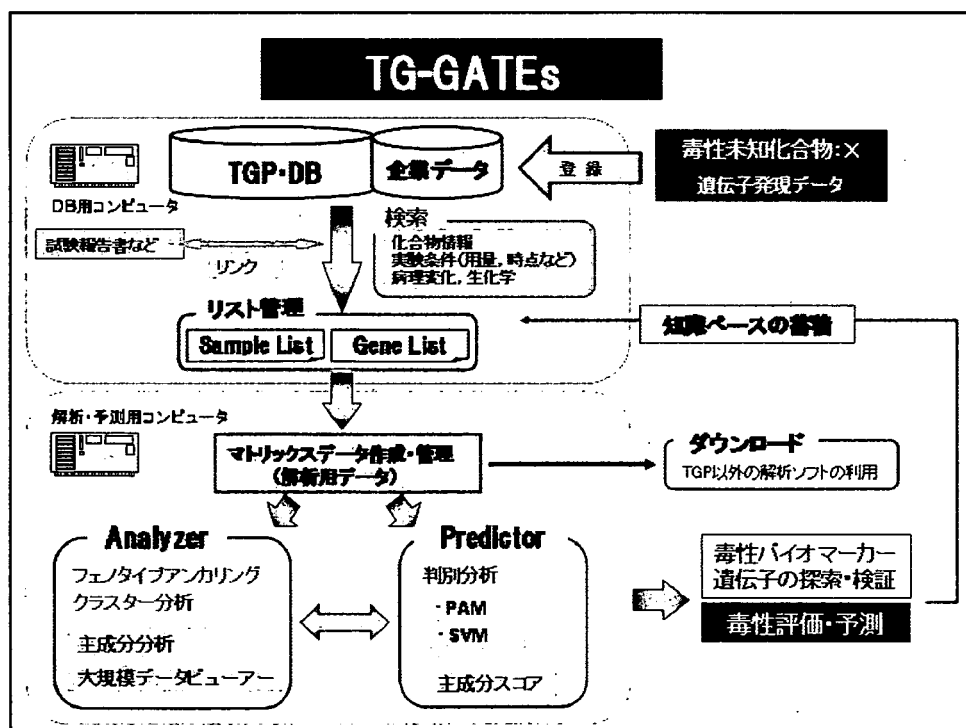 TG-GATEs
TGP・DB
企業データ
登録
毒性未知化合物:X
遺伝子発現データ
DB用コンピュータ
試験報告書など
リンク
検索
化合物情報
実験条件(用量,時点など)
病理変化,生化学
リスト管理
Sample List
Gene List
知識ベースの蓄積
解析・予測用コンピュータ
マトリックスデータ作成・管理
(解析用データ)
ダウンロード
TGP以外の解析ソフトの利用
Analyzer
フェノタイプアンカリング
クラスター分析
主成分分析
大規模データビューアー
Predictor
判別分析
・PAM
・SVM
主成分スコア
毒性バイオマーカー
遺伝子の探索・検証
毒性評価・予測